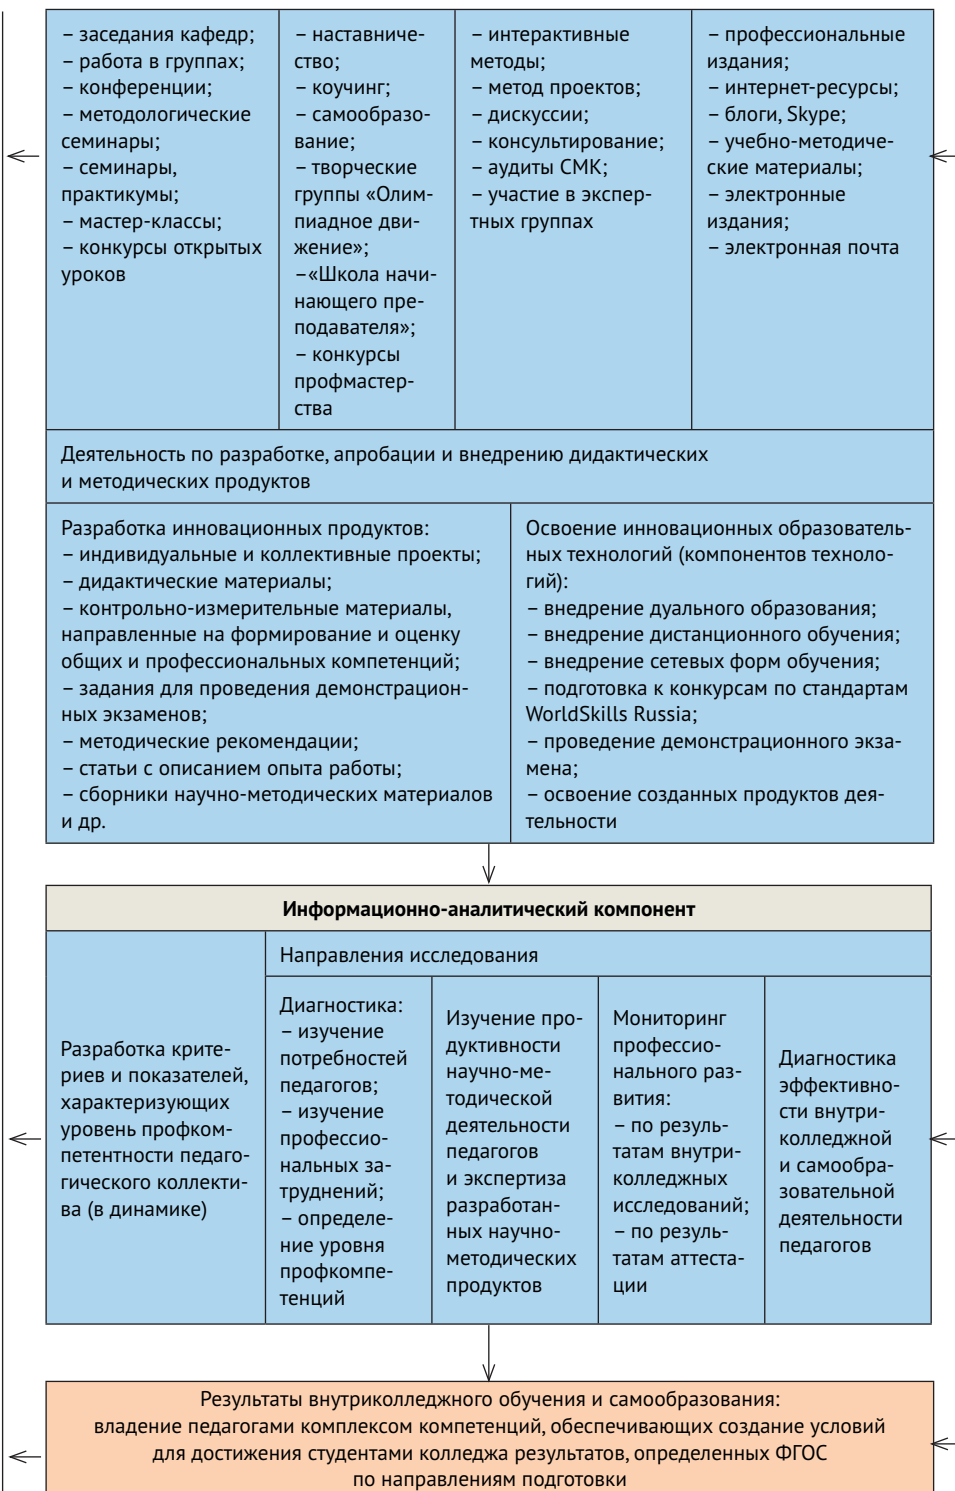 – заседания кафедр;
– работа в группах;
– конференции;
– методологические
семинары;
– семинары,
практикумы;
– мастер-классы;
– конкурсы открытых
уроков
– наставниче-
ство;
– коучинг;
– самообразо-
вание;
– творческие
группы «Олим-
пиадное дви-
жение»;
–«Школа начи-
нающего пре-
подавателя»;
– конкурсы
профмастер-
ства
– интерактивные
методы;
– метод проектов;
– дискуссии;
– консультирование;
– аудиты СМК;
– участие в экспер-
тных группах
– профессиональные
издания;
– интернет-ресурсы;
– блоги, Skype;
– учебно-методиче-
ские материалы;
– электронные
издания;
– электронная почта
Деятельность по разработке, апробации и внедрению дидактических
и методических продуктов
Разработка инновационных продуктов:
– индивидуальные и коллективные проекты;
– дидактические материалы;
– контрольно-измерительные материалы,
направленные на формирование и оценку
общих и профессиональных компетенций;
– задания для проведения демонстрацион-
ных экзаменов;
– методические рекомендации;
– статьи с описанием опыта работы;
– сборники научно-методических материалов
и др.
Освоение инновационных образователь-
ных технологий (компонентов техноло-
гий):
– внедрение дуального образования;
– внедрение дистанционного обучения;
– внедрение сетевых форм обучения;
– подготовка к конкурсам по стандартам
WorldSkills Russia;
– проведение демонстрационного экза-
мена;
– освоение созданных продуктов дея-
тельности
Информационно-аналитический компонент
Разработка крите-
риев и показателей,
характеризующих
уровень профком-
петентности педаго-
гического коллекти-
ва (в динамике)
Направления исследования
Диагностика:
– изучение
потребностей
педагогов;
– изучение
профессио-
нальных за-
труднений;
– определе-
ние уровня
профкомпе-
тенций
Изучение про-
дуктивности
научно-ме-
тодической
деятельности
педагогов
и экспертиза
разработан-
ных научно-
методических
продуктов
Мониторинг
профессио-
нального раз-
вития:
– по резуль-
татам внутри-
колледжных
исследований;
– по резуль-
татам аттеста-
ции
Диагностика
эффективно-
сти внутри-
колледжной
и самообра-
зовательной
деятельности
педагогов
Результаты внутриколледжного обучения и самообразования:
владение педагогами комплексом компетенций, обеспечивающих создание условий
для достижения студентами колледжа результатов, определенных ФГОС
по направлениям подготовки